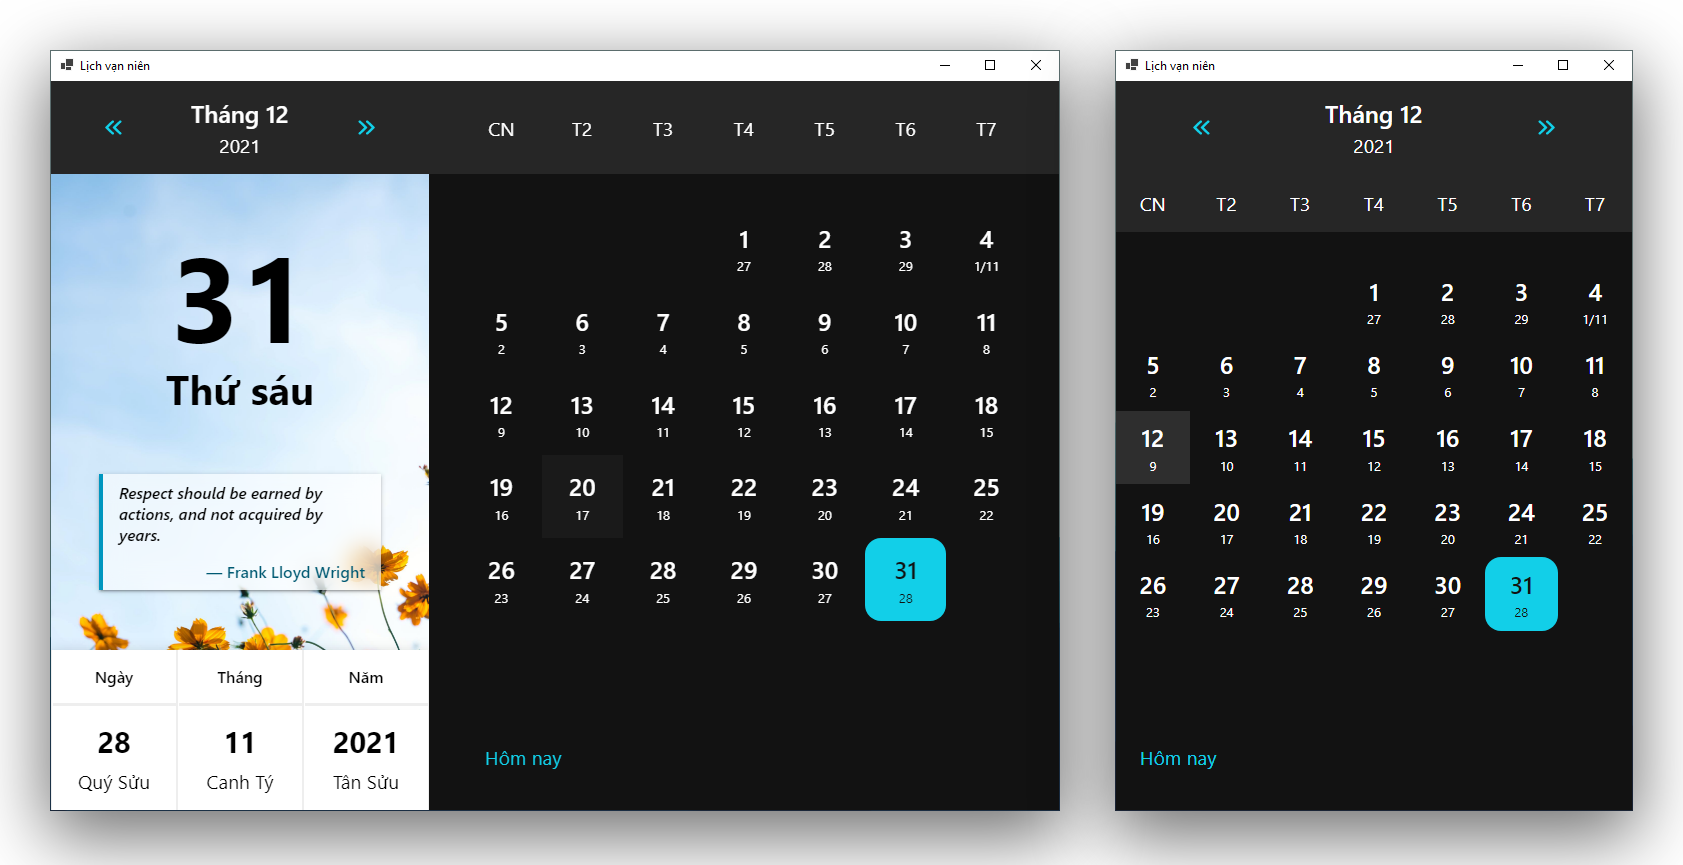 Lịch vạn niên
Tháng 12
2021
CN T2 T3 T4 T5 T6 T7
31
Thứ sáu
Respect should be earned by
actions, and not acquired by
years.
— Frank Lloyd Wright
Ngày Tháng Năm
28 11 2021
Quý Sửu Canh Tý Tân Sửu
1 2 3 4
27 28 29 1/11
5 6 7 8 9 10 11
2 3 4 5 6 7 8
12 13 14 15 16 17 18
9 10 11 12 13 14 15
19 20 21 22 23 24 25
16 17 18 19 20 21 22
26 27 28 29 30 31
23 24 25 26 27 28
Hôm nay
Lịch vạn niên
Tháng 12
2021
CN T2 T3 T4 T5 T6 T7
1 2 3 4
27 28 29 1/11
5 6 7 8 9 10 11
2 3 4 5 6 7 8
12 13 14 15 16 17 18
9 10 11 12 13 14 15
19 20 21 22 23 24 25
16 17 18 19 20 21 22
26 27 28 29 30 31
23 24 25 26 27 28
Hôm nay